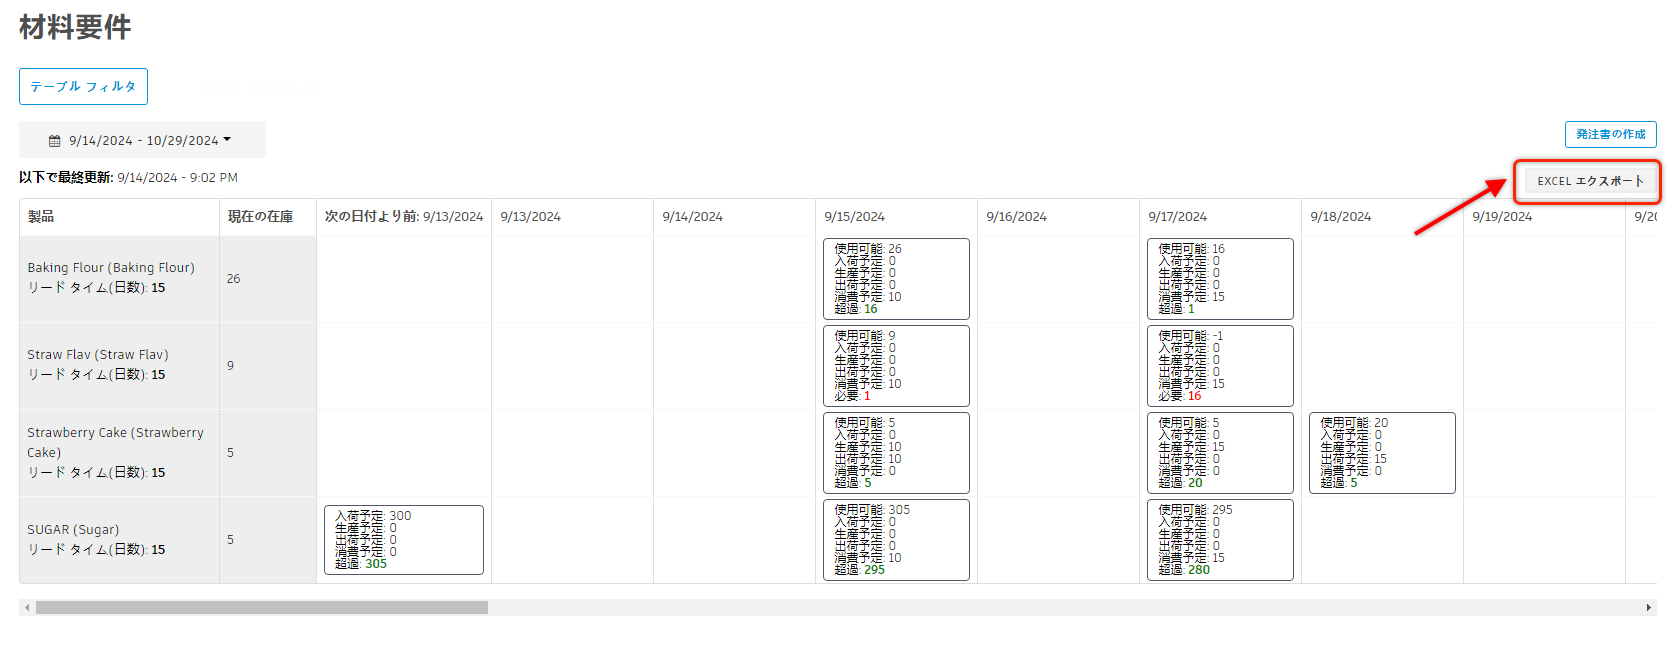 材料要件
テーブル フィルタ
9/14/2024 - 10/29/2024
発注書の作成
以下で最終更新: 9/14/2024 - 9:02 PM
EXCEL エクスポート
製品
現在の在庫
次の日付より前: 9/13/2024
9/13/2024
9/14/2024
9/15/2024
9/16/2024
9/17/2024
9/18/2024
9/19/2024
Baking Flour (Baking Flour)
リード タイム(日数): 15
26
使用可能: 26
入荷予定: 0
生産予定: 0
出荷予定: 0
消費予定: 10
超過: 16
使用可能: 16
入荷予定: 0
生産予定: 0
出荷予定: 0
消費予定: 15
超過: 1
Straw Flav (Straw Flav)
リード タイム(日数): 15
9
使用可能: 9
入荷予定: 0
生産予定: 0
出荷予定: 0
消費予定: 10
必要: 1
使用可能: -1
入荷予定: 0
生産予定: 0
出荷予定: 0
消費予定: 15
必要: 16
Strawberry Cake (Strawberry
Cake)
リード タイム(日数): 15
5
使用可能: 5
入荷予定: 0
生産予定: 10
出荷予定: 10
消費予定: 0
超過: 5
使用可能: 5
入荷予定: 0
生産予定: 15
出荷予定: 0
消費予定: 0
超過: 20
使用可能: 20
入荷予定: 0
生産予定: 0
出荷予定: 15
消費予定: 0
超過: 5
SUGAR (Sugar)
リード タイム(日数): 15
5
入荷予定: 300
生産予定: 0
出荷予定: 0
消費予定: 0
超過: 305
使用可能: 305
入荷予定: 0
生産予定: 0
出荷予定: 0
消費予定: 10
超過: 295
使用可能: 295
入荷予定: 0
生産予定: 0
出荷予定: 0
消費予定: 15
超過: 280